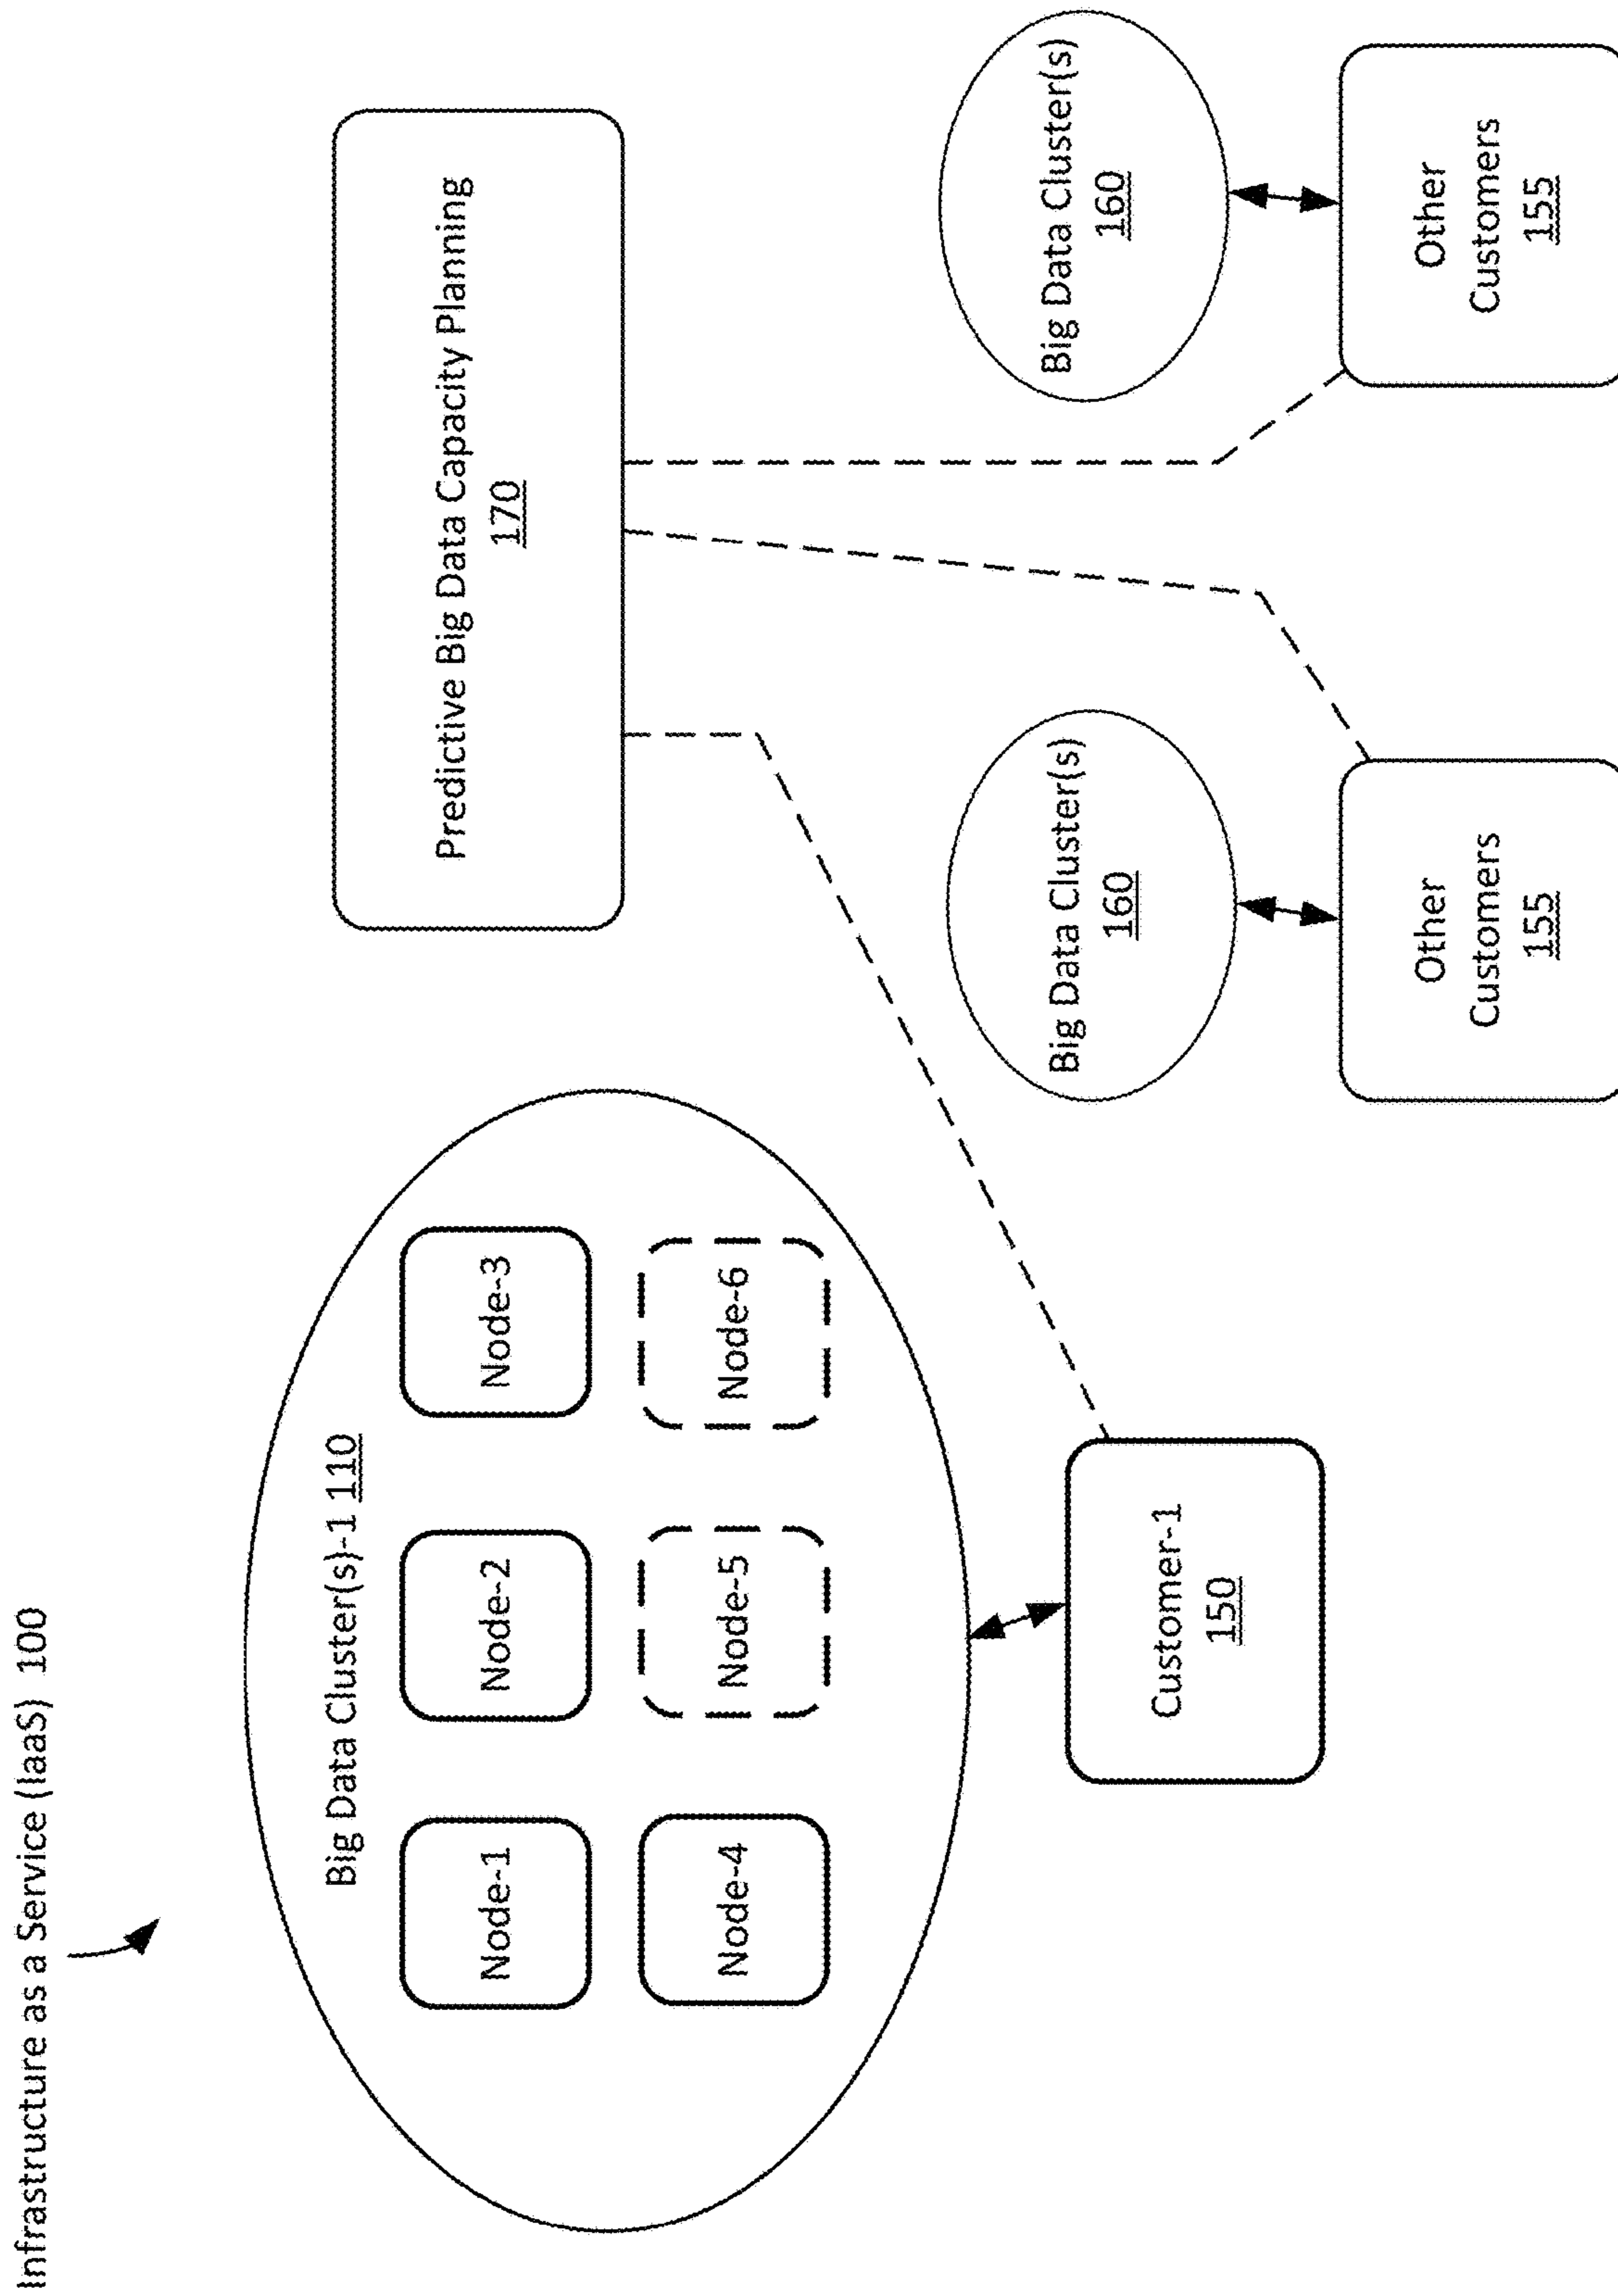 Infrastructure as a Service (IaaS) 100
Big Data Cluster(s)-1 110
Node-1
Node-2
Node-3
Node-4
Node-5
Node-6
Customer-1
150
Predictive Big Data Capacity Planning
170
Big Data Cluster(s)
160
Other
Customers
155
Big Data Cluster(s)
160
Other
Customers
155